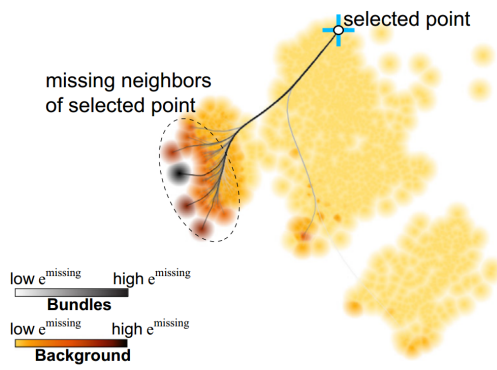 selected point
missing neighbors
of selected point
low e^missing high e^missing
Bundles
low e^missing high e^missing
Background